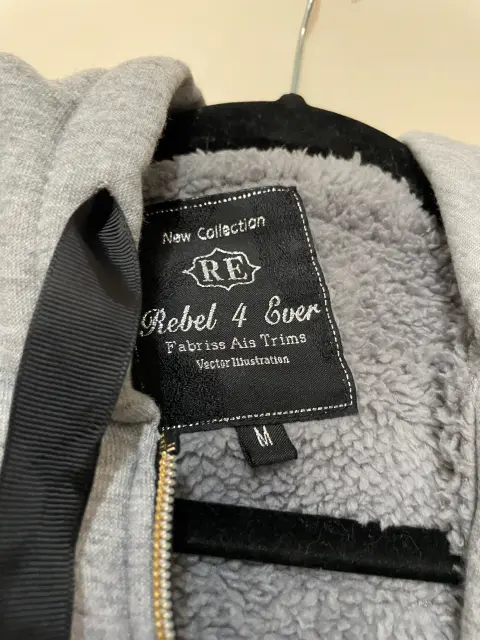 New Collection
RE
Rebel 4 Ever
Fabriss Ais Trims
Vector Illustration
M